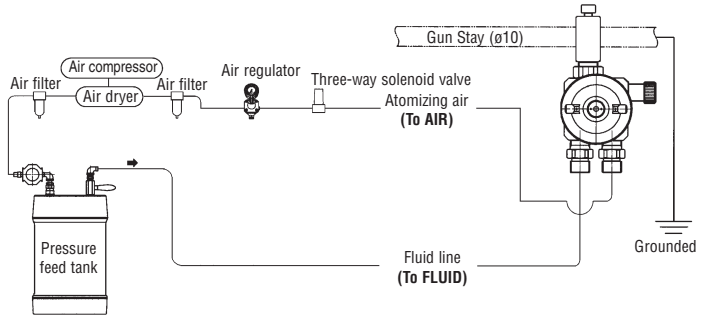 Gun Stay (ø10)
Air compressor
Air filter
Air dryer
Air filter
Air regulator
Three-way solenoid valve
Atomizing air
(To AIR)
Pressure
feed tank
Fluid line
(To FLUID)
Grounded